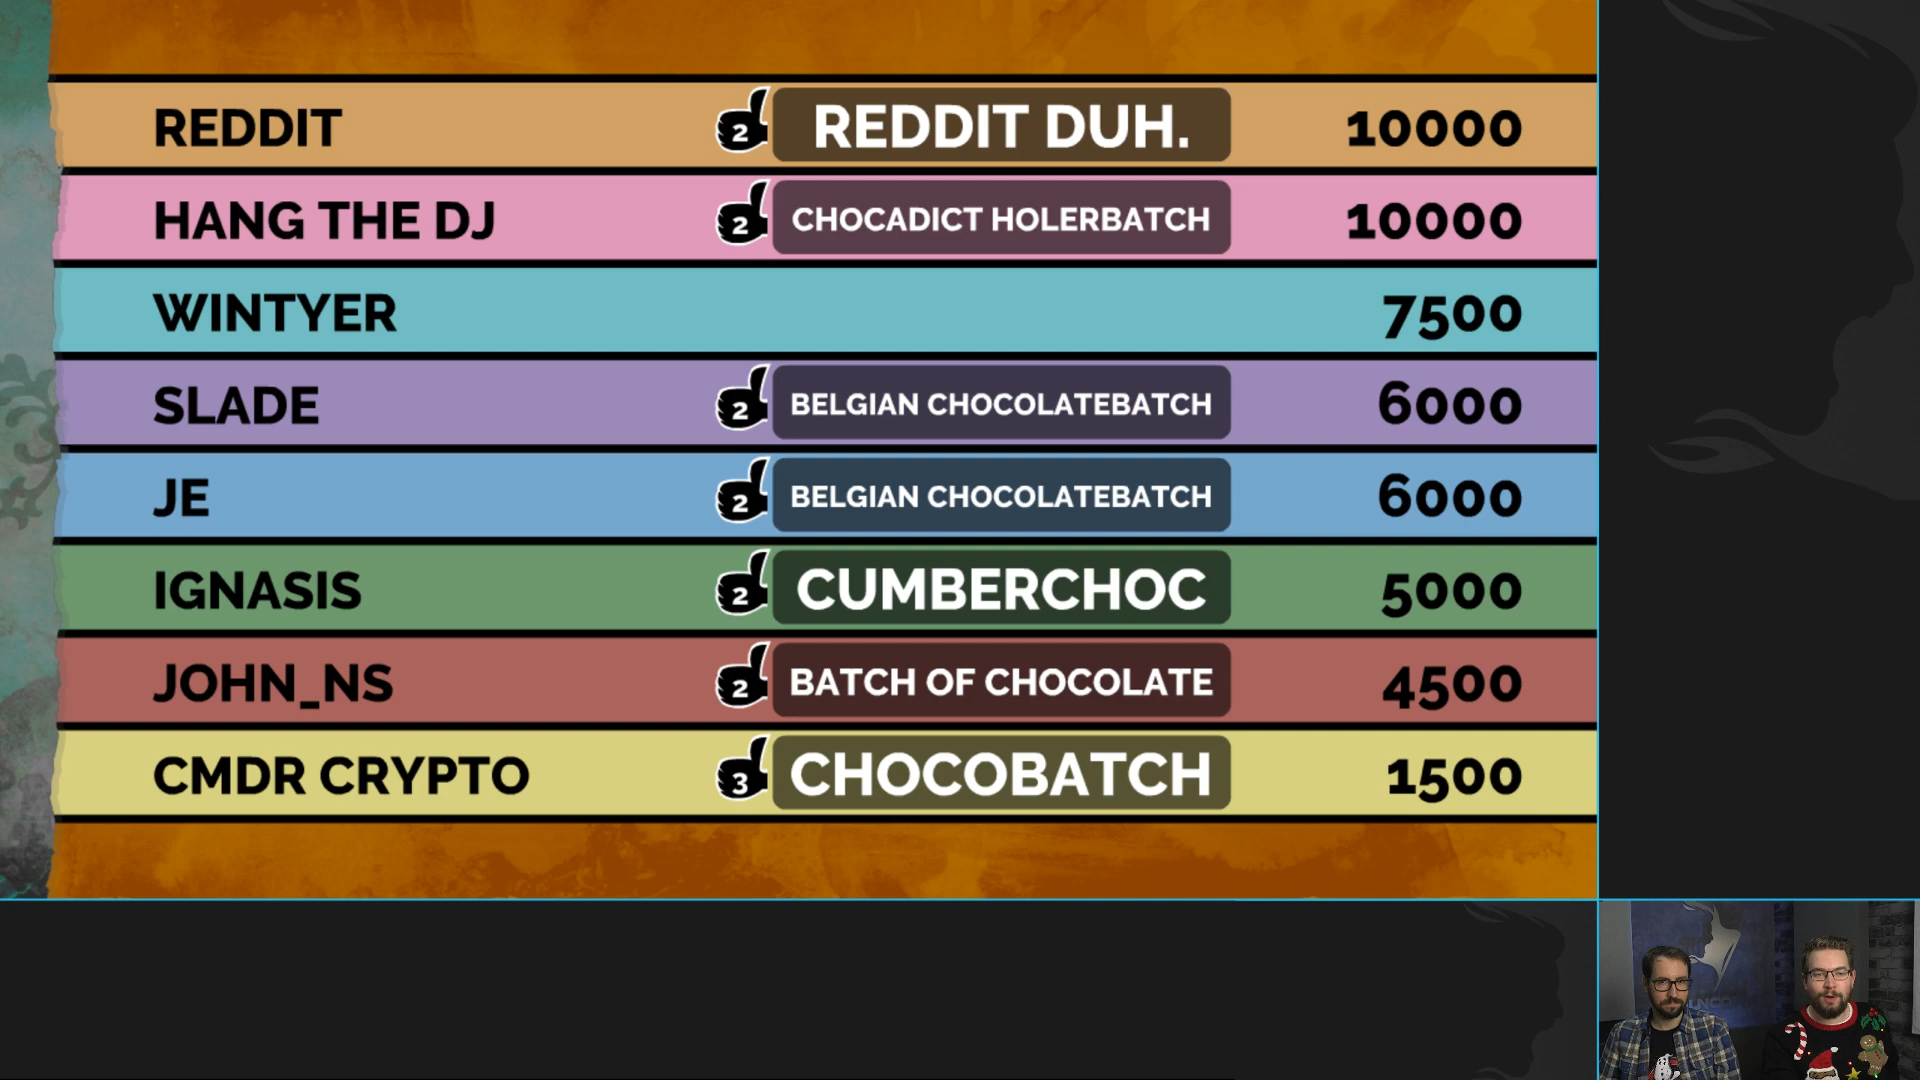 REDDIT 2 REDDIT DUH. 10000
HANG THE DJ 2 CHOCADICT HOLERBATCH 10000
WINTYER 7500
SLADE 2 BELGIAN CHOCOLATEBATCH 6000
JE 2 BELGIAN CHOCOLATEBATCH 6000
IGNASIS 2 CUMBERCHOC 5000
JOHN_NS 2 BATCH OF CHOCOLATE 4500
CMDR CRYPTO 3 CHOCOBATCH 1500